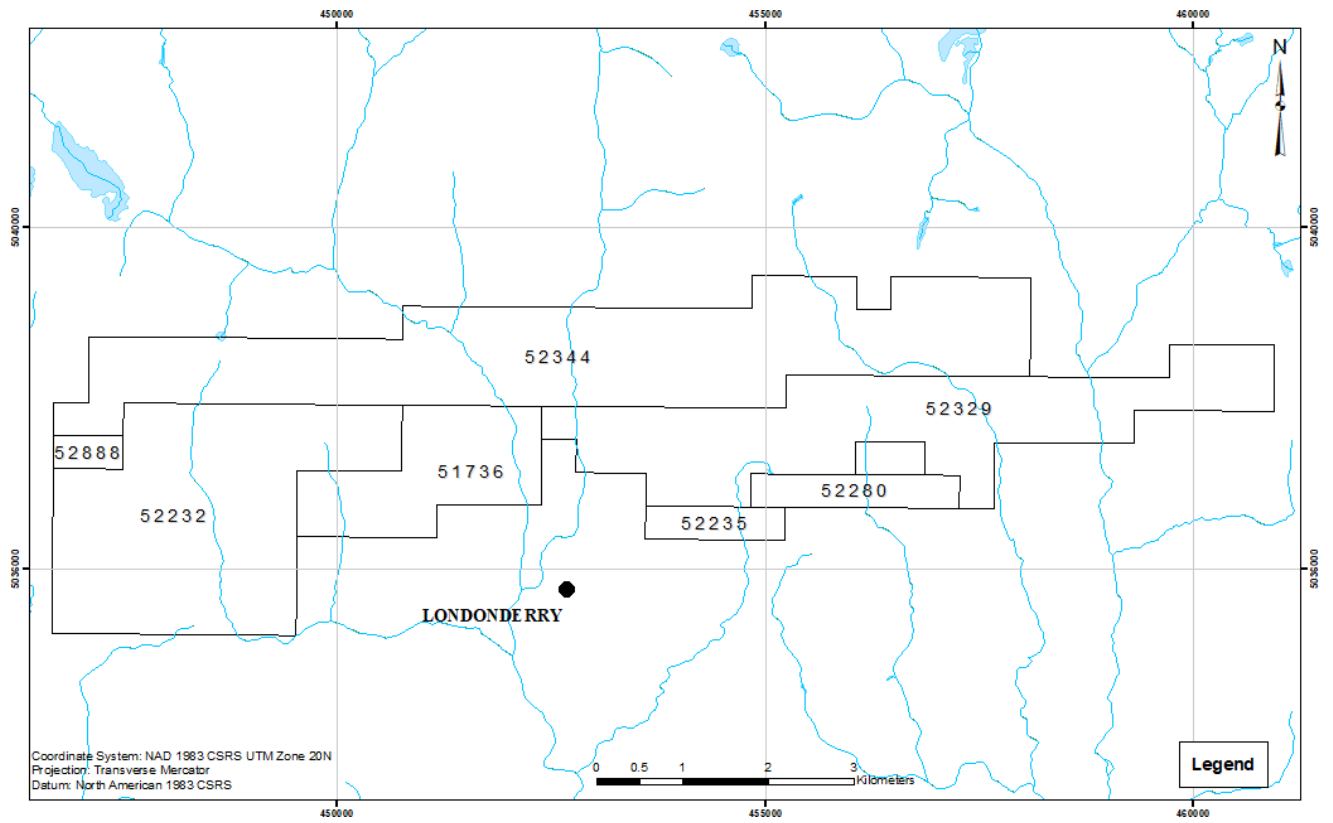 450000
455000
460000
N
5040000
5040000
52344
52329
52888
51736
52280
52232
52235
5036000
5036000
LONDONDERRY
Coordinate System: NAD 1983 CSRS UTM Zone 20N
Projection: Transverse Mercator
Datum: North American 1983 CSRS
0 0.5 1 2 3
Kilometers
Legend
450000
455000
460000